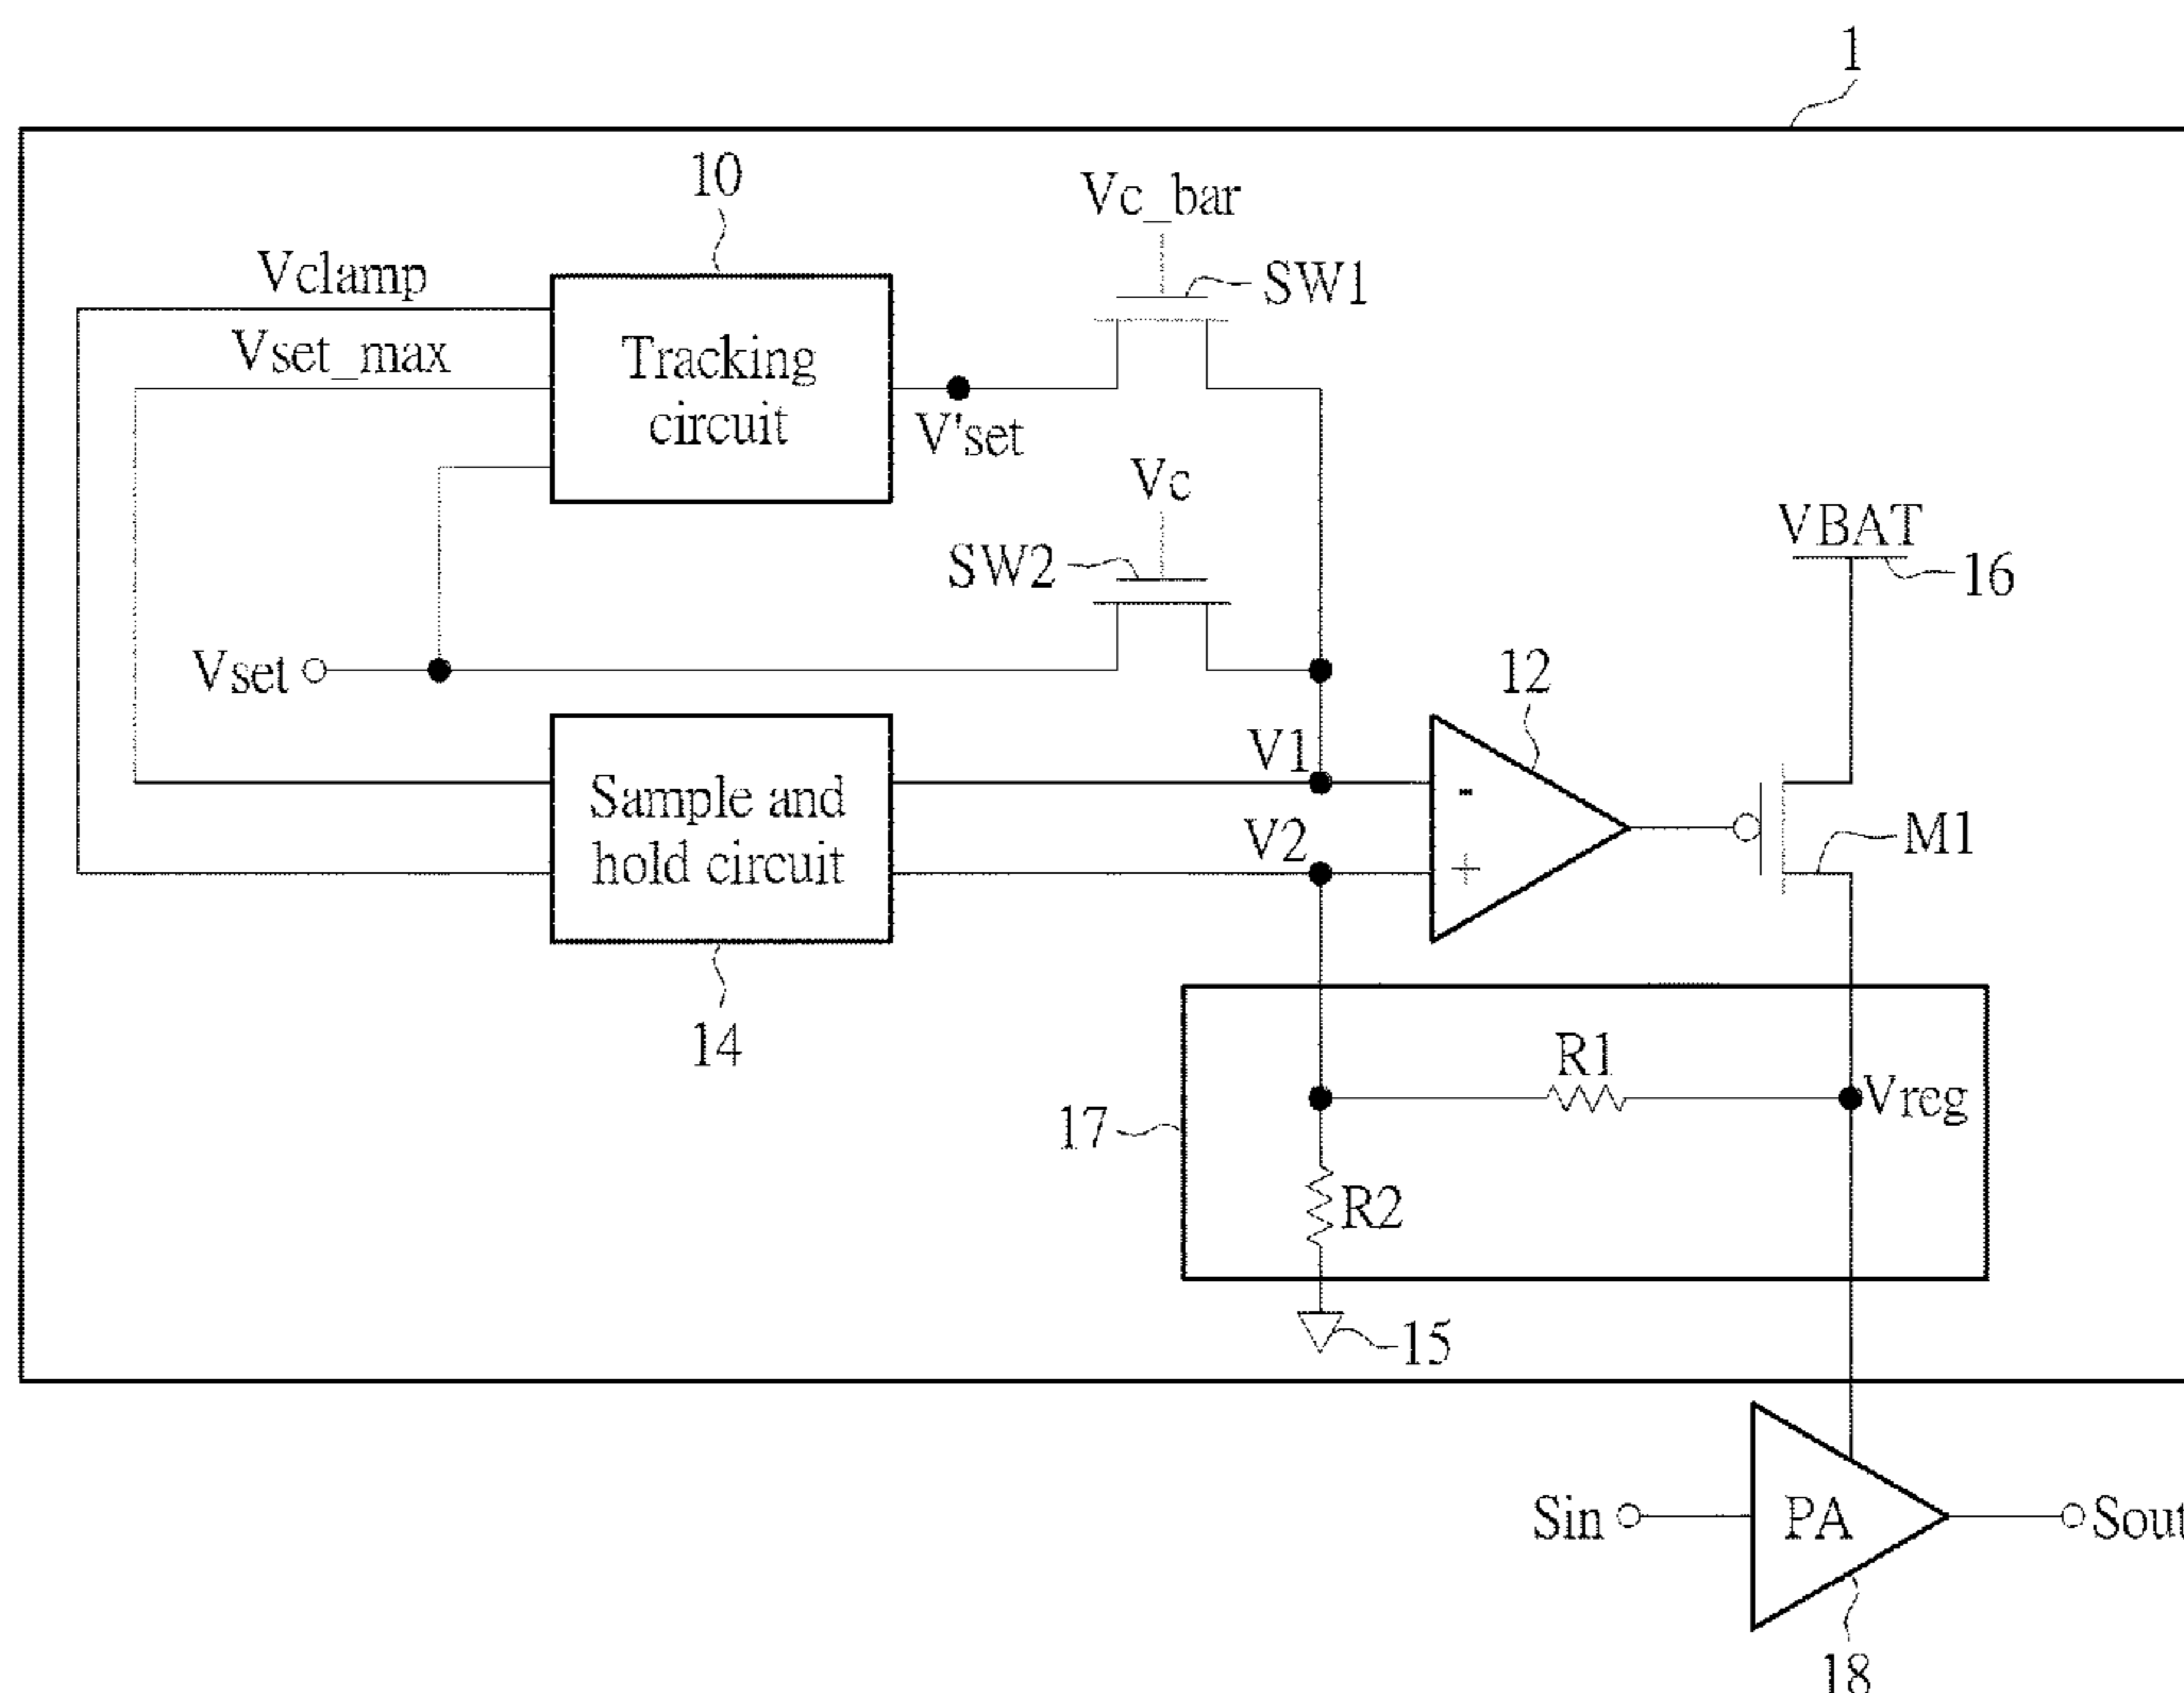 1
10
Vc_bar
Vclamp
SW1
Vset_max
Tracking
circuit
V'set
Vc
VBAT
SW2
16
Vset
12
V1
Sample and
hold circuit
-
V2
+
M1
14
R1
Vreg
17
R2
15
Sin
PA
Sout
18